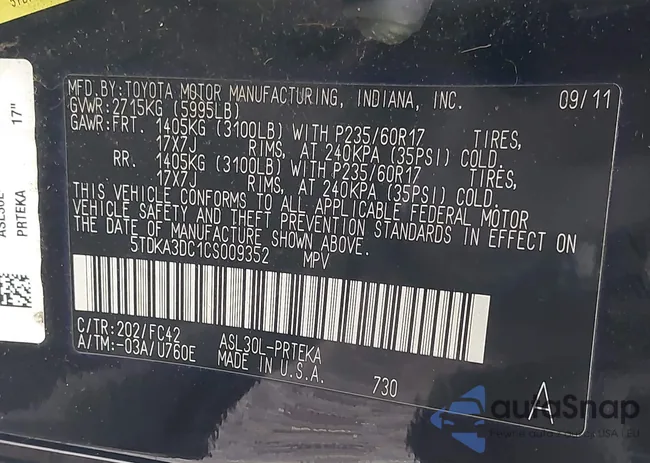 MFD.BY:TOYOTA MOTOR MANUFACTURING, INDIANA, INC. 09/11
GVWR:2715KG (5995LB)
GAWR:FRT. 1405KG (3100LB) WITH P235/60R17 TIRES,
17X7J RIMS, AT 240KPA (35PSI) COLD.
RR. 1405KG (3100LB) WITH P235/60R17 TIRES,
17X7J RIMS, AT 240KPA (35PSI) COLD.
THIS VEHICLE CONFORMS TO ALL APPLICABLE FEDERAL MOTOR
VEHICLE SAFETY AND THEFT PREVENTION STANDARDS IN EFFECT ON
THE DATE OF MANUFACTURE SHOWN ABOVE.
5TDKA3DC1CS009352 MPV
C/TR:202/FC42 ASL30L-PRTEKA
A/TM:-03A/U760E MADE IN U.S.A. 730
A
17"
ASL30L-
PRTEKA
autoSnap